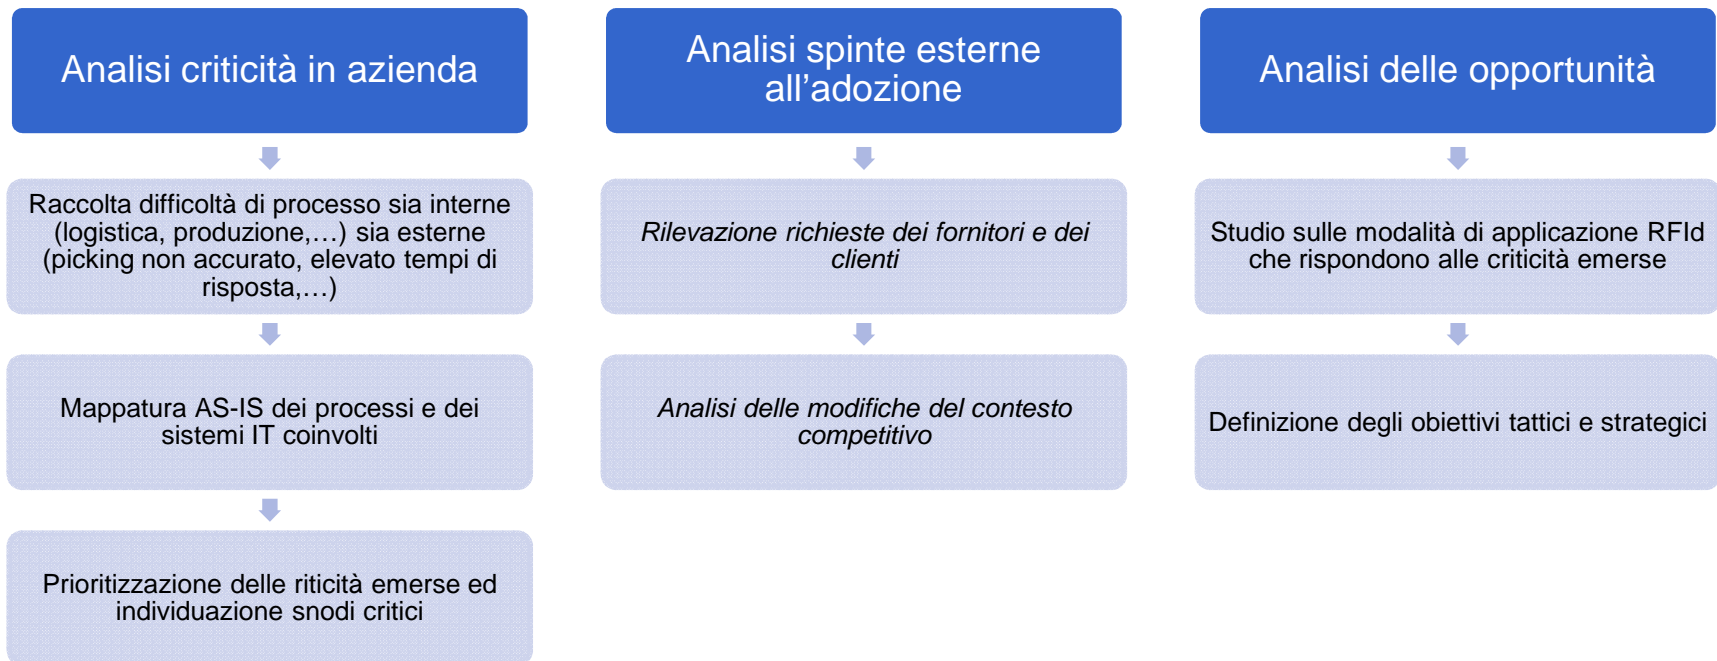 Analisi criticità in azienda
Raccolta difficoltà di processo sia interne
(logistica, produzione,…) sia esterne
(picking non accurato, elevato tempi di
risposta,…)
Mappatura AS-IS dei processi e dei
sistemi IT coinvolti
Prioritizzazione delle riticità emerse ed
individuazione snodi critici
Analisi spinte esterne
all’adozione
Rilevazione richieste dei fornitori e dei
clienti
Analisi delle modifiche del contesto
competitivo
Analisi delle opportunità
Studio sulle modalità di applicazione RFId
che rispondono alle criticità emerse
Definizione degli obiettivi tattici e strategici